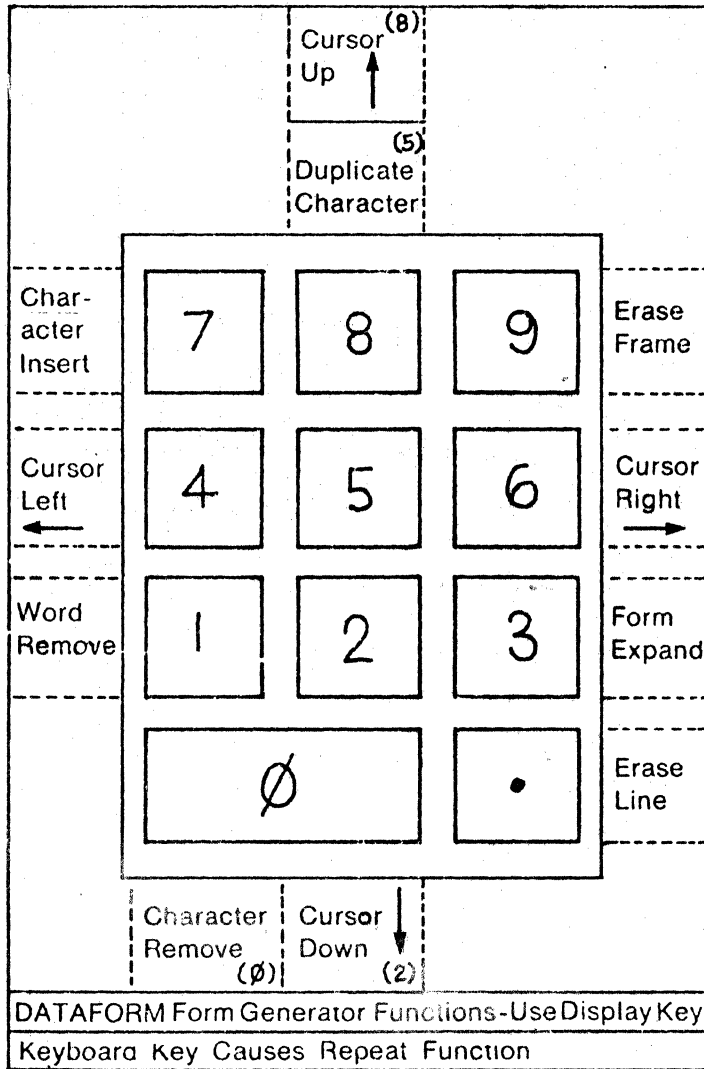 Cursor (8)
Up
(5)
Duplicate
Character
Char-
acter
Insert
7 8 9
Erase
Frame
Cursor
Left
4 5 6
Cursor
Right
Word
Remove
1 2 3
Form
Expand
Ø .
Erase
Line
Character
Remove
(Ø)
Cursor
Down
(2)
DATAFORM Form Generator Functions-Use Display Key
Keyboard Key Causes Repeat Function